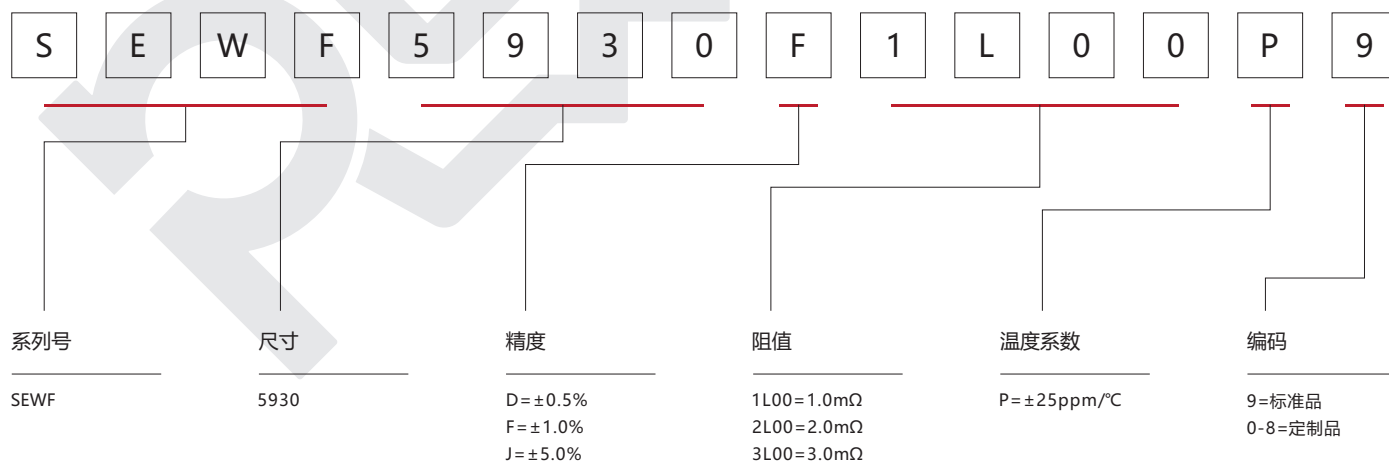 S E W F 5 9 3 0 F 1 L 0 0 P 9
系列号 尺寸 精度 阻值 温度系数 编码
SEWF 5930 D=±0.5% 1L00=1.0mΩ P=±25ppm/℃ 9=标准品
F=±1.0% 2L00=2.0mΩ 0-8=定制品
J=±5.0% 3L00=3.0mΩ